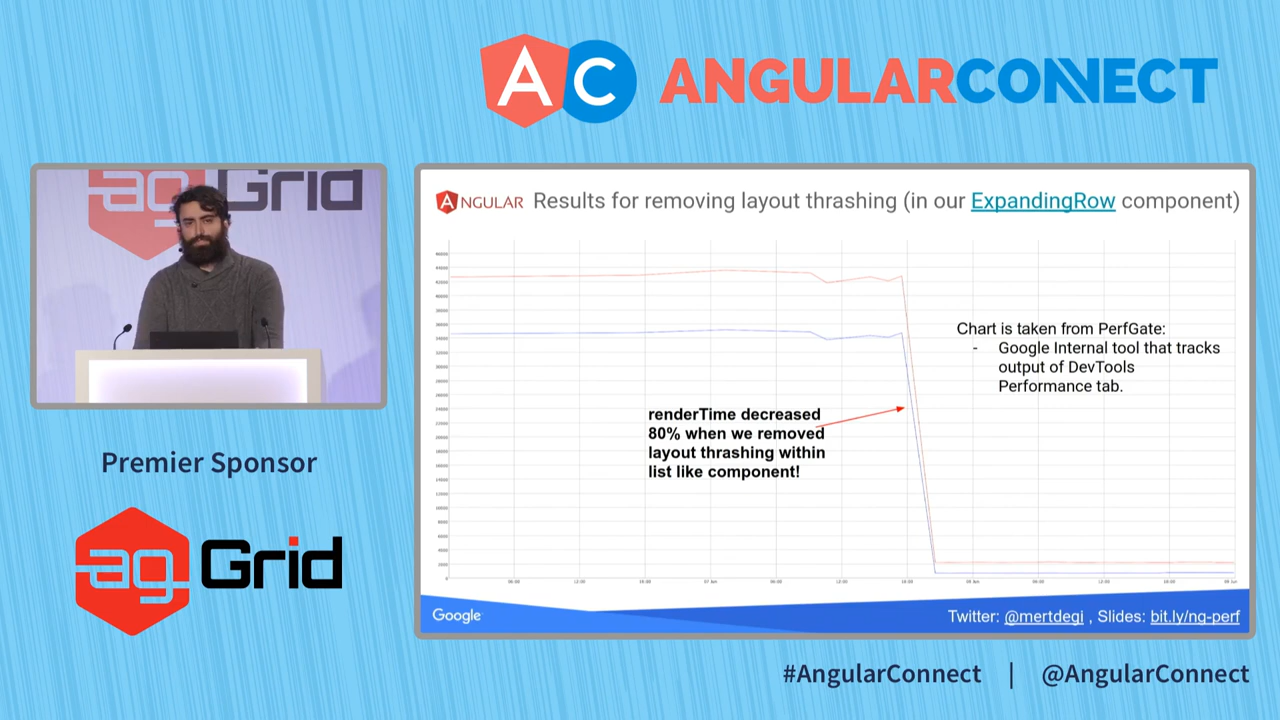 AC ANGULARCONNECT
ag Grid
ANGULAR Results for removing layout thrashing (in our ExpandingRow component)
Chart is taken from PerfGate:
- Google Internal tool that tracks
output of DevTools
Performance tab.
renderTime decreased
80% when we removed
layout thrashing within
list like component!
Google
Twitter: @mertdegi , Slides: bit.ly/ng-perf
Premier Sponsor
ag Grid
#AngularConnect | @AngularConnect